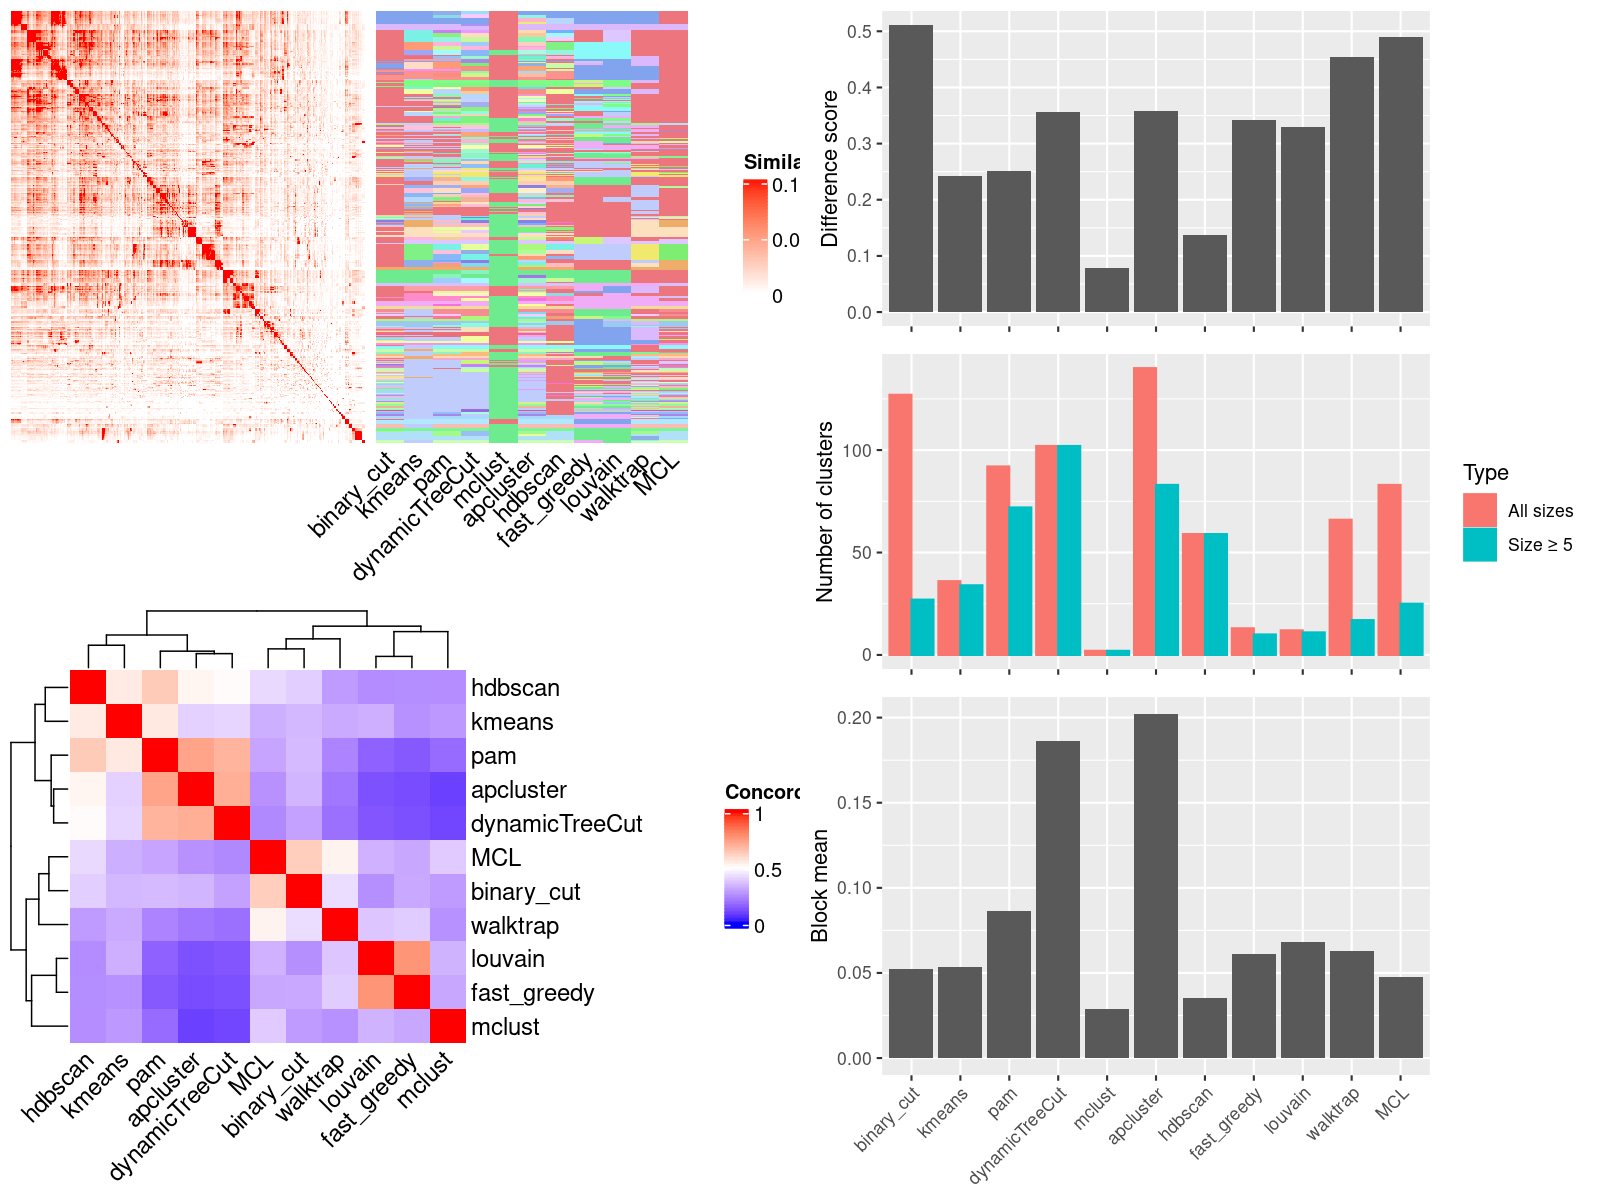 Simila
0.1
0.0
0
binary_cut
kmeans
pam
dynamicTreeCut
mclust
apcluster
hdbscan
fast_greedy
louvain
walktrap
MCL
Difference score
0.5
0.4
0.3
0.2
0.1
0.0
Number of clusters
100
50
0
Type
All sizes
Size ≥ 5
hdbscan
kmeans
pam
apcluster
dynamicTreeCut
MCL
binary_cut
walktrap
louvain
fast_greedy
mclust
hdbscan
kmeans
pam
apcluster
dynamicTreeCut
MCL
binary_cut
walktrap
louvain
fast_greedy
mclust
Concord
1
0.5
0
Block mean
0.20
0.15
0.10
0.05
0.00
binary_cut
kmeans
pam
dynamicTreeCut
mclust
apcluster
hdbscan
fast_greedy
louvain
walktrap
MCL